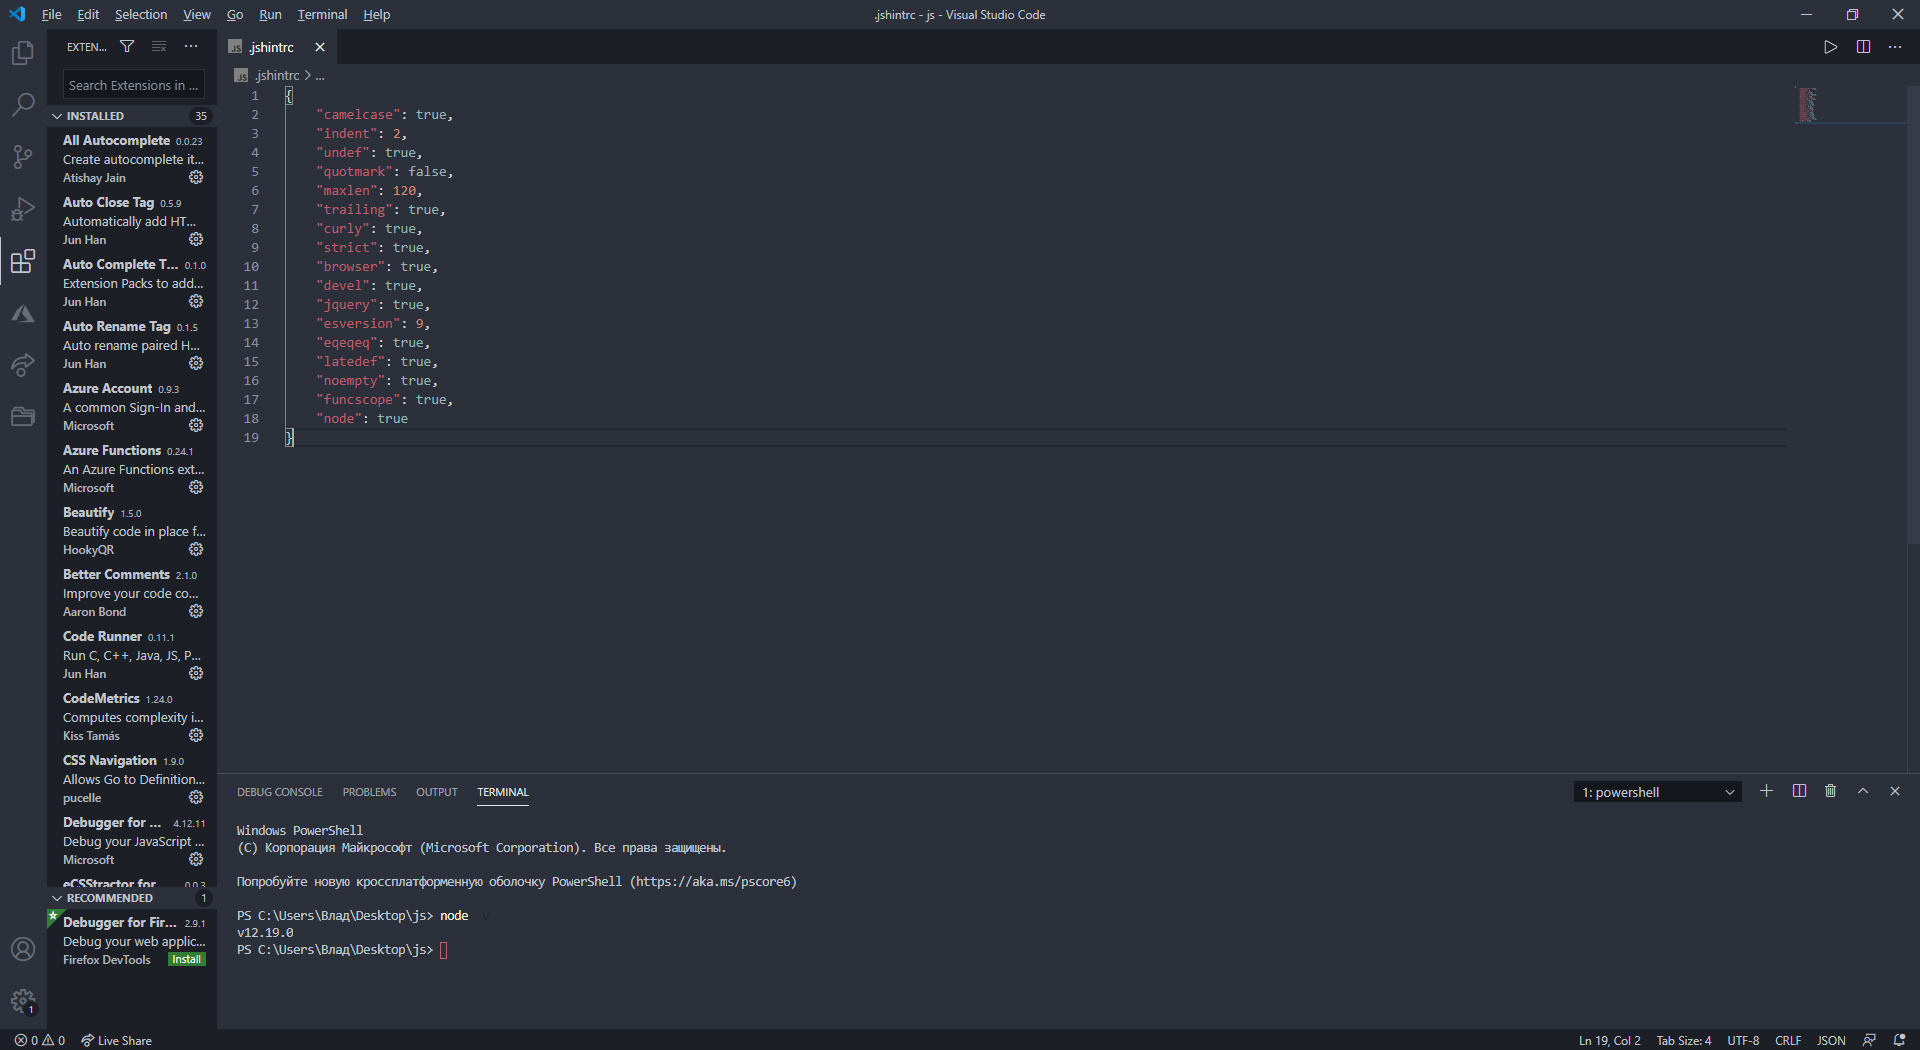 File Edit Selection View Go Run Terminal Help
.jshintrc - js - Visual Studio Code
EXTEN...
Search Extensions in ...
INSTALLED 35
All Autocomplete 0.0.23
Create autocomplete it...
Atishay Jain
Auto Close Tag 0.5.9
Automatically add HT...
Jun Han
Auto Complete T... 0.1.0
Extension Packs to add...
Jun Han
Auto Rename Tag 0.1.5
Auto rename paired H...
Jun Han
Azure Account 0.9.3
A common Sign-In and...
Microsoft
Azure Functions 0.24.1
An Azure Functions ext...
Microsoft
Beautify 1.5.0
Beautify code in place f...
HookyQR
Better Comments 2.1.0
Improve your code co...
Aaron Bond
Code Runner 0.11.1
Run C, C++, Java, JS, P...
Jun Han
CodeMetrics 1.24.0
Computes complexity i...
Kiss Tamás
CSS Navigation 1.9.0
Allows Go to Definition...
pucelle
Debugger for ... 4.12.11
Debug your JavaScript ...
Microsoft
eCSStractor for 0.0.3
RECOMMENDED 1
Debugger for Fir... 2.9.1
Debug your web applic...
Firefox DevTools Install
1
JS .jshintrc
JS .jshintrc > ...
1 {
2 "camelcase": true,
3 "indent": 2,
4 "undef": true,
5 "quotmark": false,
6 "maxlen": 120,
7 "trailing": true,
8 "curly": true,
9 "strict": true,
10 "browser": true,
11 "devel": true,
12 "jquery": true,
13 "esversion": 9,
14 "eqeqeq": true,
15 "latedef": true,
16 "noempty": true,
17 "funcscope": true,
18 "node": true
19 }
DEBUG CONSOLE PROBLEMS OUTPUT TERMINAL
1: powershell
Windows PowerShell
(C) Корпорация Майкрософт (Microsoft Corporation). Все права защищены.
Попробуйте новую кроссплатформенную оболочку PowerShell (https://aka.ms/pscore6)
PS C:\Users\Влад\Desktop\js> node -v
v12.19.0
PS C:\Users\Влад\Desktop\js>
0 0 Live Share
Ln 19, Col 2 Tab Size: 4 UTF-8 CRLF JSON